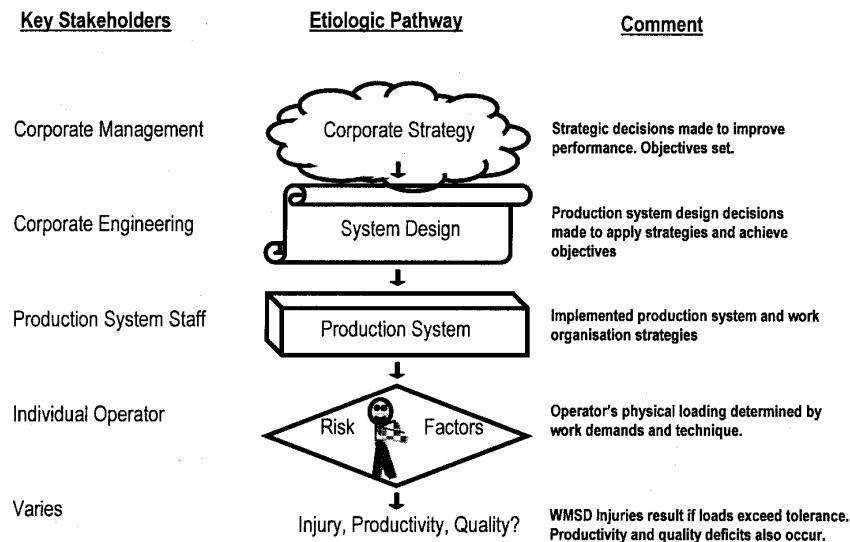 Key Stakeholders
Etiologic Pathway
Comment
Corporate Management
Corporate Strategy
Strategic decisions made to improve
performance. Objectives set.
Corporate Engineering
System Design
Production system design decisions
made to apply strategies and achieve
objectives
Production System Staff
Production System
Implemented production system and work
organisation strategies
Individual Operator
Risk
Factors
Operator's physical loading determined by
work demands and technique.
Varies
Injury, Productivity, Quality?
WMSD Injuries result if loads exceed tolerance.
Productivity and quality deficits also occur.